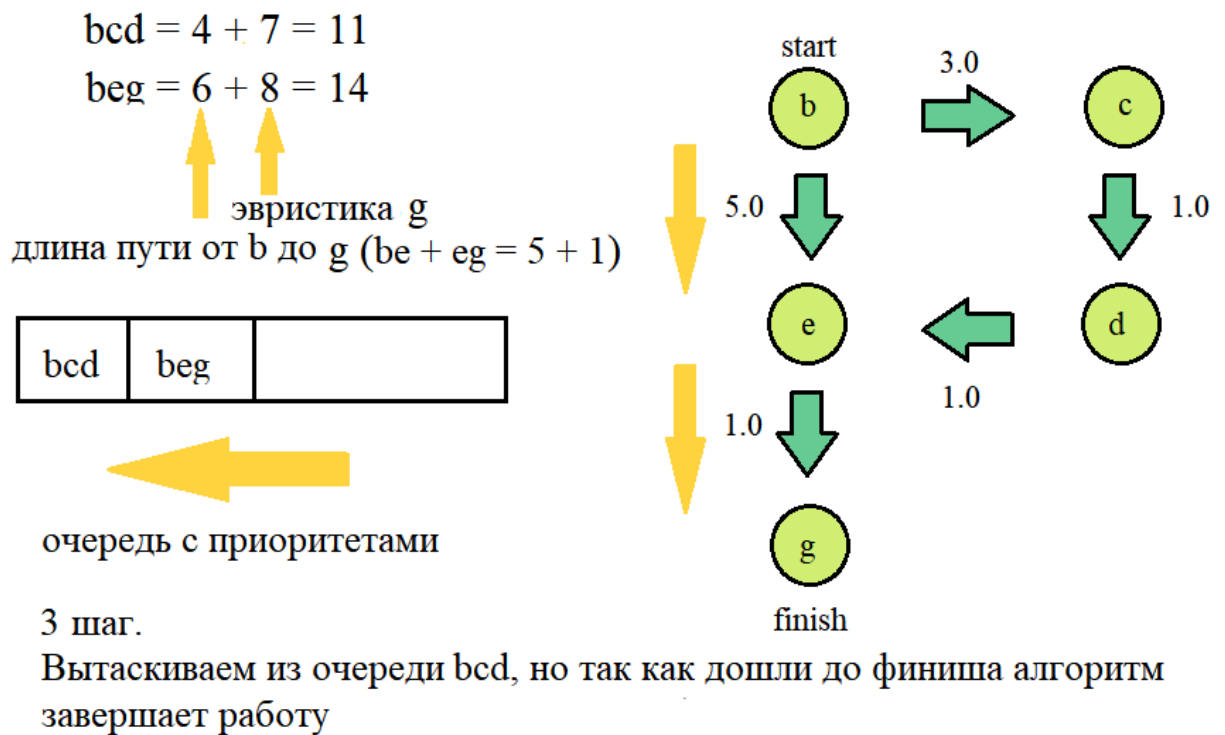 bcd = 4 + 7 = 11
beg = 6 + 8 = 14
эвристика g
длина пути от b до g (be + eg = 5 + 1)
bcd beg
очередь с приоритетами
start
3.0
b c
5.0 1.0
e d
1.0 1.0
g
finish
3 шаг.
Вытаскиваем из очереди bcd, но так как дошли до финиша алгоритм
завершает работу